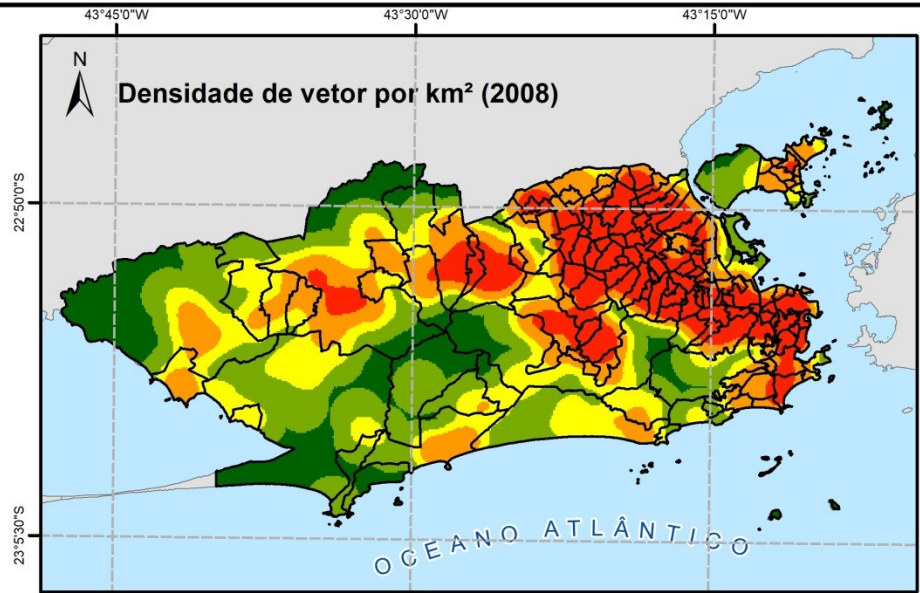 43°45'0"W
43°30'0"W
43°15'0"W
N
Densidade de vetor por km² (2008)
22°50'0"S
23°5'30"S
OCEANO ATLÂNTICO